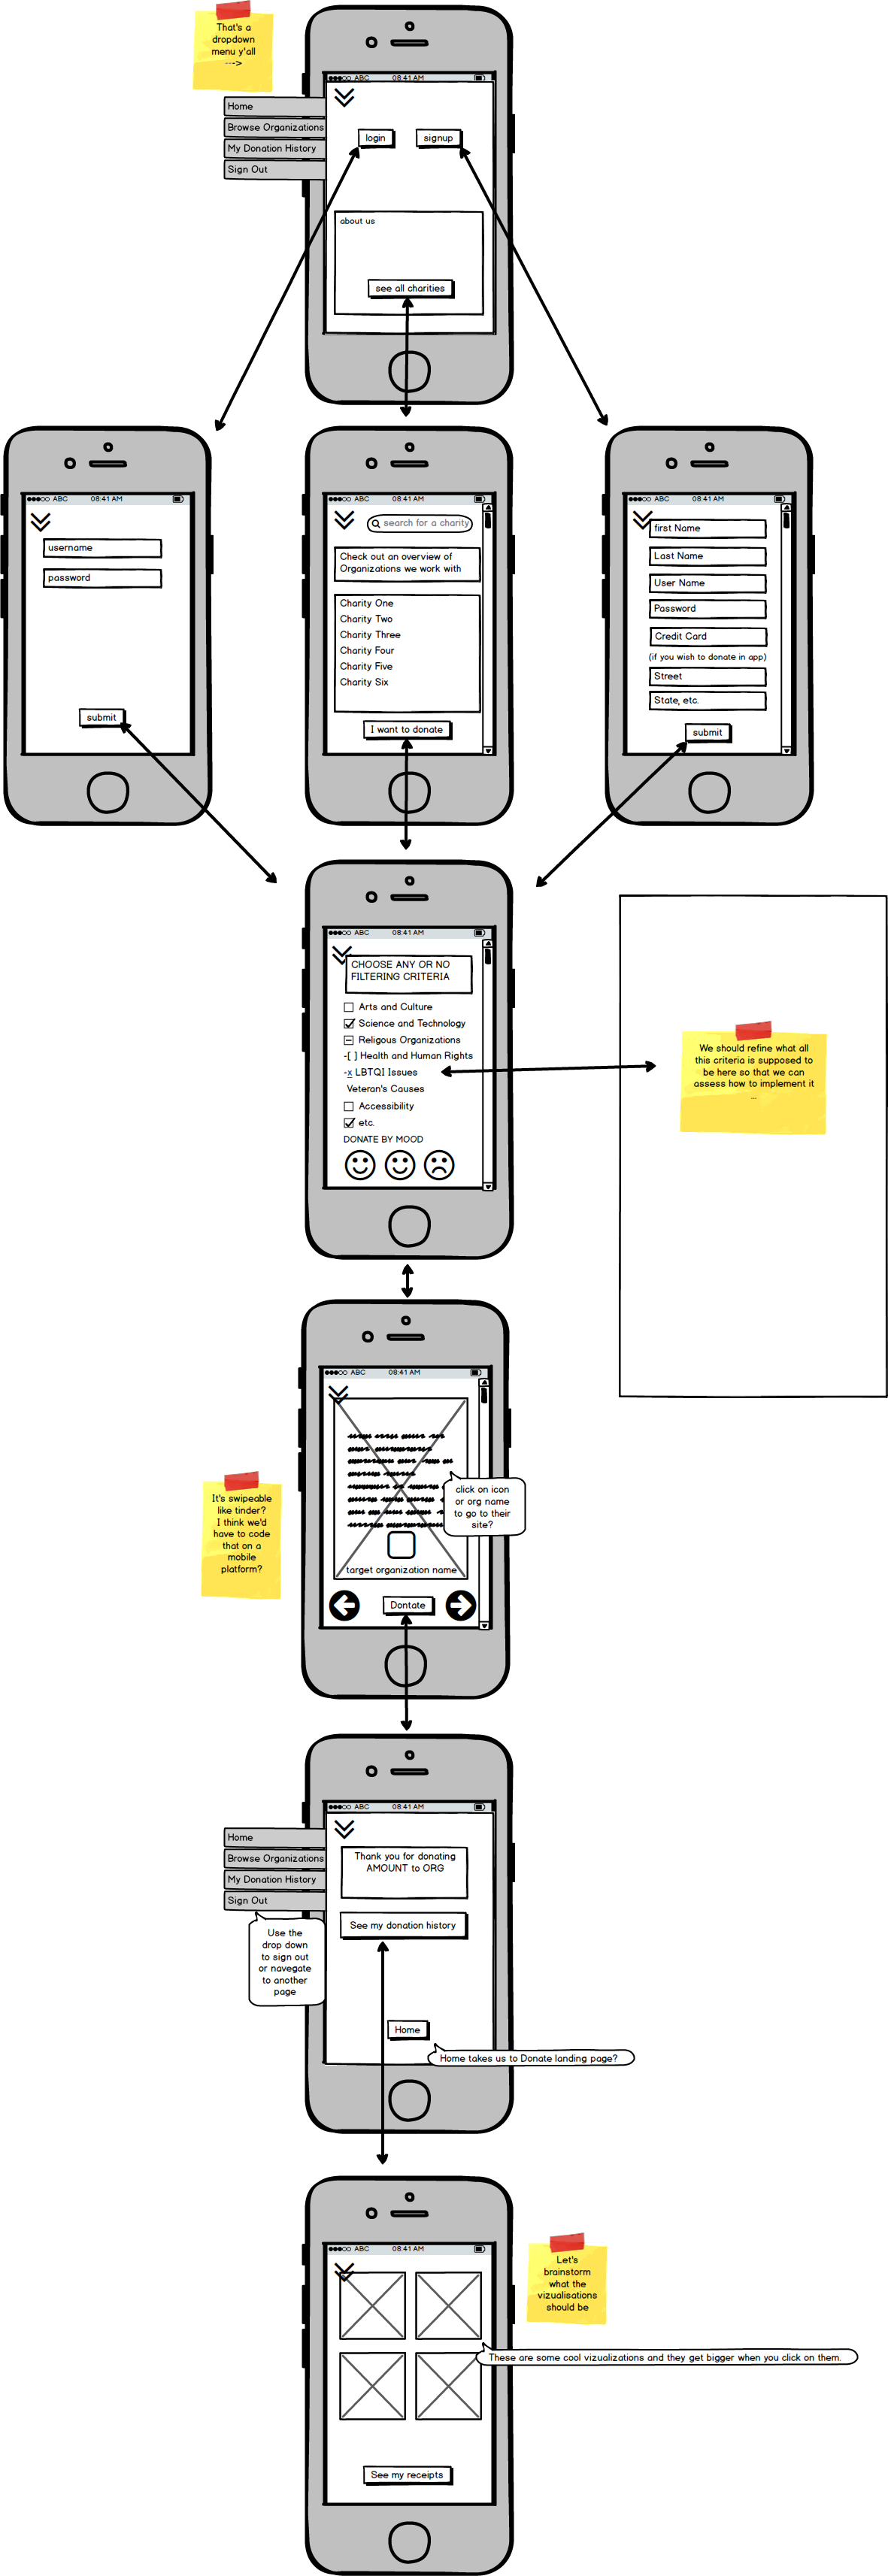 That's a
dropdown
menu y'all
--->
ABC 08:41 AM
Home
Browse Organizations
My Donation History
Sign Out
login
signup
about us
see all charities
ABC 08:41 AM
username
password
submit
ABC 08:41 AM
search for a charity
Check out an overview of
Organizations we work with
Charity One
Charity Two
Charity Three
Charity Four
Charity Five
Charity Six
I want to donate
ABC 08:41 AM
first Name
Last Name
User Name
Password
Credit Card
(if you wish to donate in app)
Street
State, etc.
submit
ABC 08:41 AM
CHOOSE ANY OR NO
FILTERING CRITERIA
Arts and Culture
Science and Technology
Religous Organizations
-[ ] Health and Human Rights
-x LBTQI Issues
Veteran's Causes
Accessibility
etc.
DONATE BY MOOD
We should refine what all
this criteria is supposed to
be here so that we can
assess how to implement it
...
ABC 08:41 AM
click on icon
or org name
to go to their
site?
target organization name
Dontate
It's swipeable
like tinder?
I think we'd
have to code
that on a
mobile
platform?
ABC 08:41 AM
Home
Browse Organizations
My Donation History
Sign Out
Thank you for donating
AMOUNT to ORG
See my donation history
Use the
drop down
to sign out
or navegate
to another
page
Home
Home takes us to Donate landing page?
ABC 08:41 AM
Let's
brainstorm
what the
vizualisations
should be
These are some cool vizualizations and they get bigger when you click on them.
See my receipts